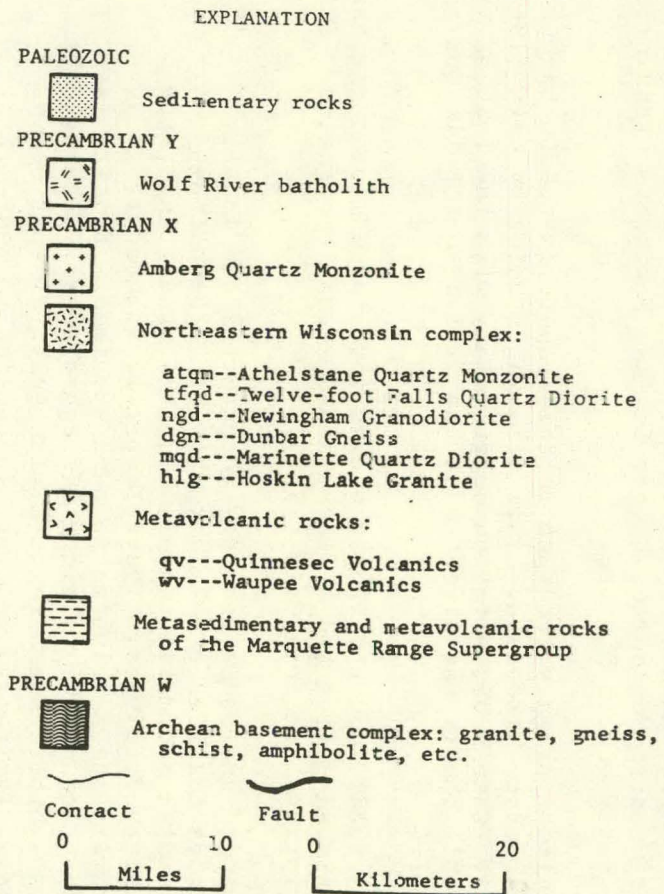 EXPLANATION
PALEOZOIC
Sedimentary rocks
PRECAMBRIAN Y
Wolf River batholith
PRECAMBRIAN X
Amberg Quartz Monzonite
Northeastern Wisconsin complex:
atqm--Athelstane Quartz Monzonite
tfqd--Twelve-foot Falls Quartz Diorite
ngd---Newingham Granodiorite
dgn---Dunbar Gneiss
mqd---Marinette Quartz Diorite
hlg---Hoskin Lake Granite
Metavolcanic rocks:
qv---Quinnesec Volcanics
wv---Waupee Volcanics
Metasedimentary and metavolcanic rocks
of the Marquette Range Supergroup
PRECAMBRIAN W
Archean basement complex: granite, gneiss,
schist, amphibolite, etc.
Contact Fault
0 10 0 20
Miles Kilometers